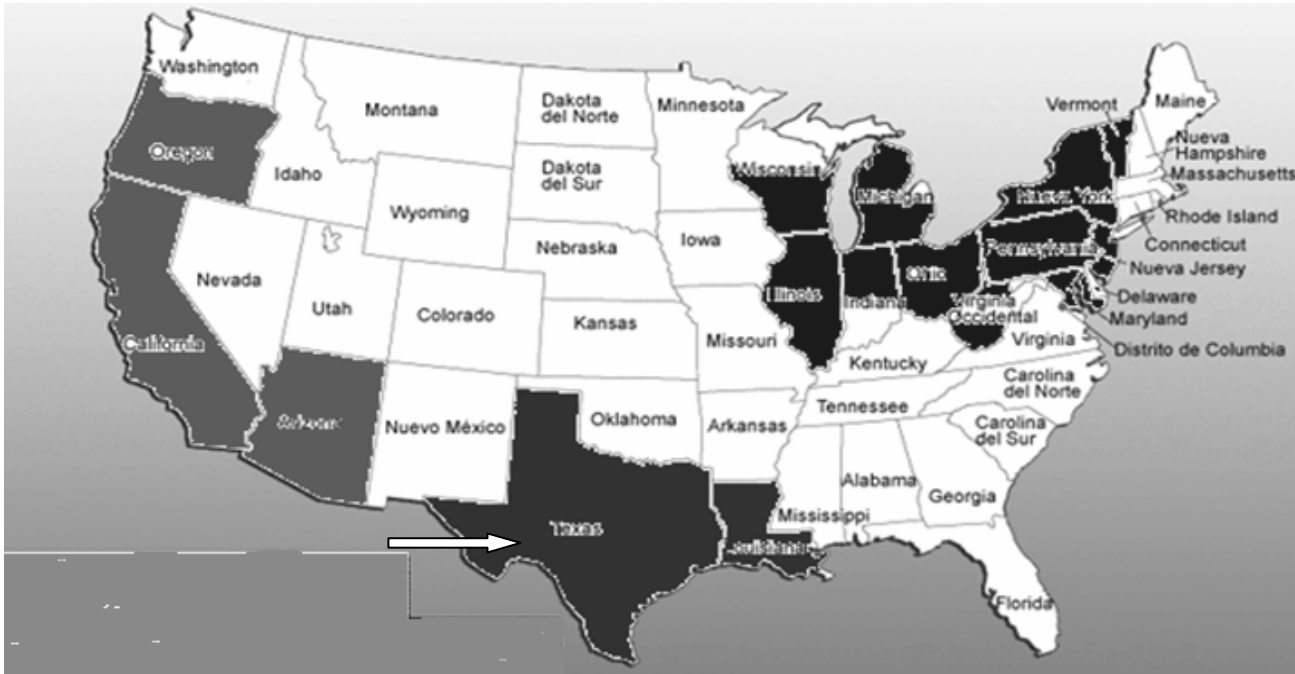 Washington
Montana
Dakota
del Norte
Minnesota
Vermont
Maine
Oregon
Idaho
Dakota
del Sur
Wisconsin
Michigan
Nueva York
Nueva
Hampshire
Massachusetts
Rhode Island
Connecticut
Wyoming
Nebraska
Iowa
Pennsylvania
Nueva Jersey
Nevada
Utah
Colorado
Kansas
Illinois
Indiana
Ohio
Virginia
Occidental
Delaware
Maryland
Distrito de Columbia
California
Missouri
Kentucky
Virginia
Arizona
Nuevo México
Oklahoma
Arkansas
Tennessee
Carolina
del Norte
Carolina
del Sur
Texas
Louisiana
Mississippi
Alabama
Georgia
Florida